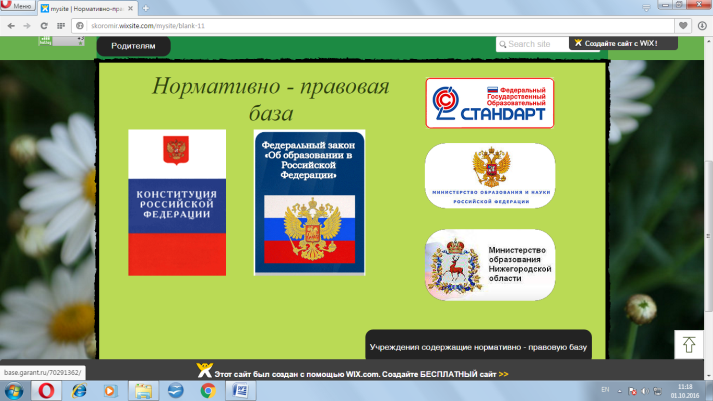 Меню
mysite | Нормативно-пра
skoromir.wixsite.com/mysite/blank-11
Родителям
Search site
Создайте сайт с WiX!
Нормативно - правовая
база
КОНСТИТУЦИЯ
РОССИЙСКОЙ
ФЕДЕРАЦИИ
Федеральный закон
«Об образовании в
Российской
Федерации»
Федеральный
Государственный
Образовательный
СТАНДАРТ
МИНИСТЕРСТВО ОБРАЗОВАНИЯ И НАУКИ
РОССИЙСКОЙ ФЕДЕРАЦИИ
Министерство
образования
Нижегородской
области
Учреждения содержащие нормативно - правовую базу
base.garant.ru/70291362/
Этот сайт был создан с помощью WIX.com. Создайте БЕСПЛАТНЫЙ сайт >>
EN
11:18
01.10.2016